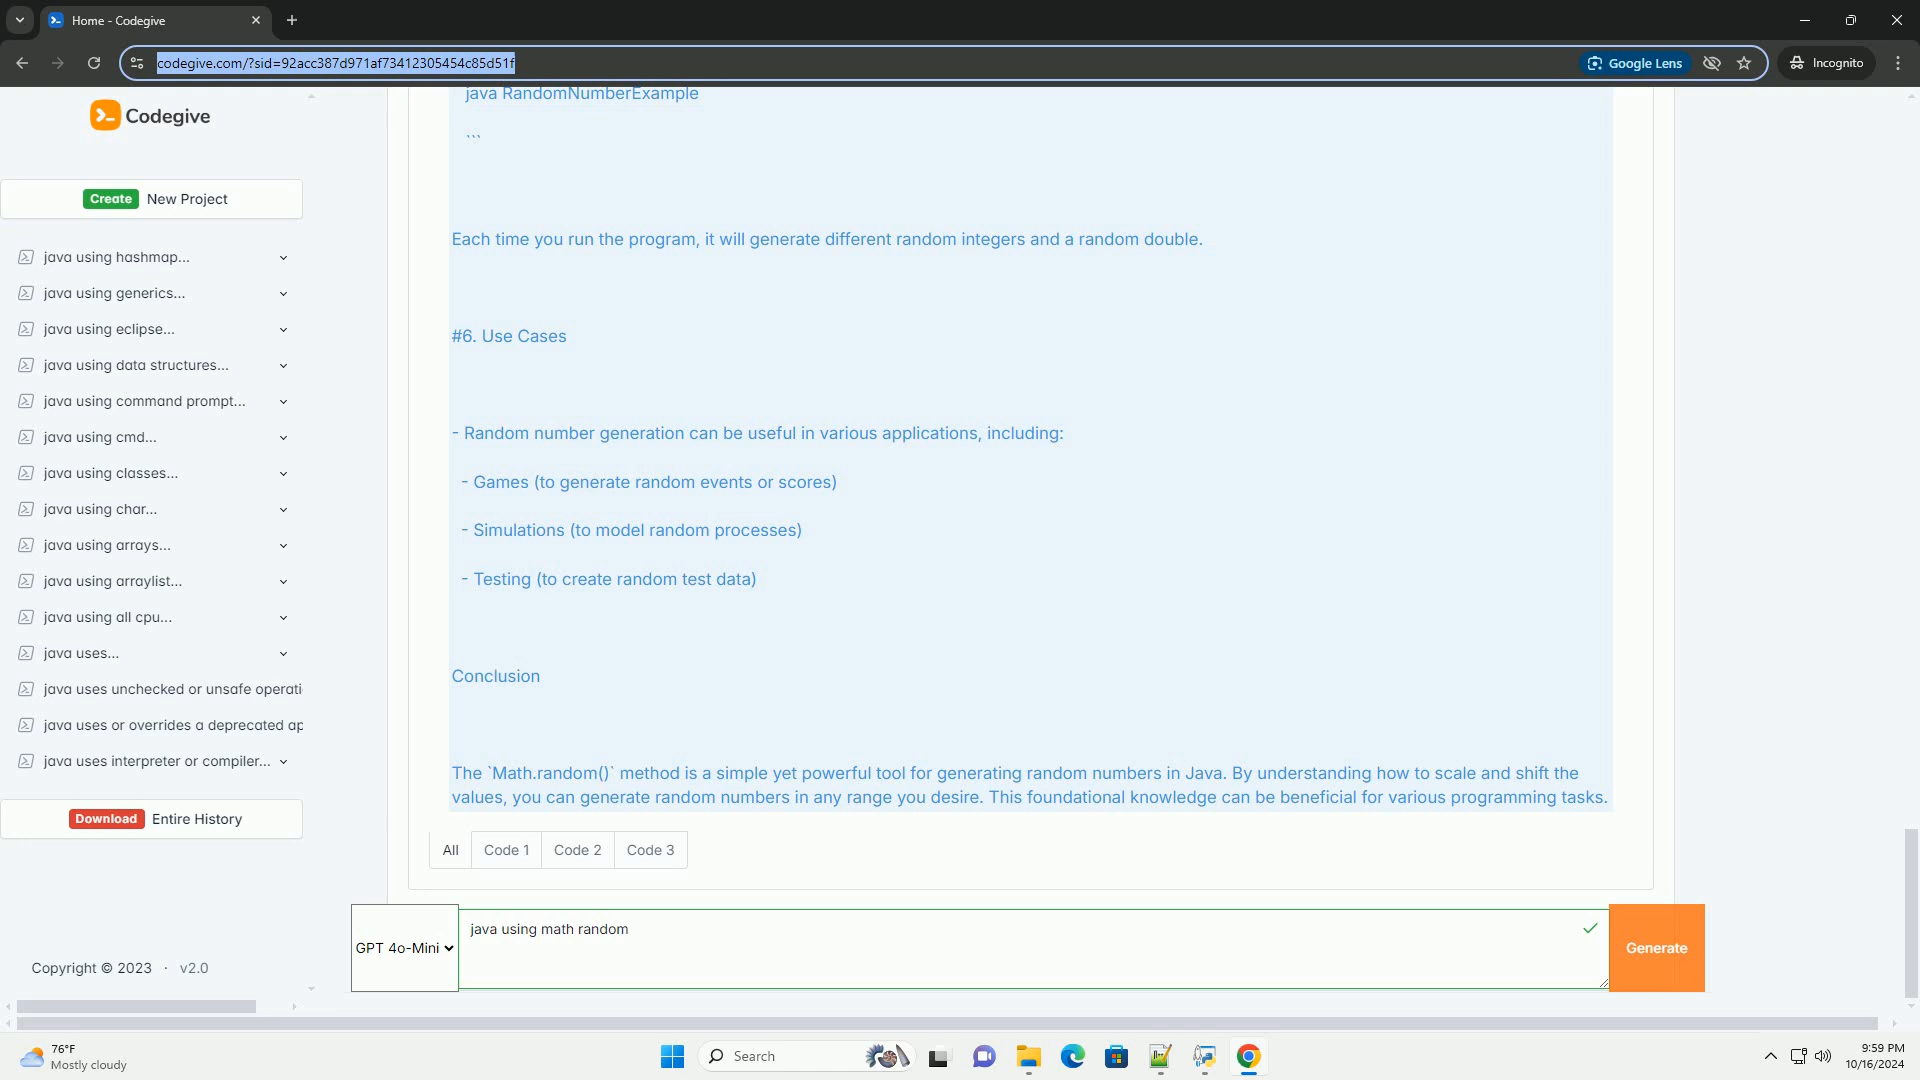 Home - Codegive
codegive.com/?sid=92acc387d971af73412305454c85d51f
Google Lens
Incognito
Codegive
Create New Project
java using hashmap...
java using generics...
java using eclipse...
java using data structures...
java using command prompt...
java using cmd...
java using classes...
java using char...
java using arrays...
java using arraylist...
java using all cpu...
java uses...
java uses unchecked or unsafe operati
java uses or overrides a deprecated ap
java uses interpreter or compiler...
Download Entire History
Copyright © 2023 · v2.0
java RandomNumberExample
```
Each time you run the program, it will generate different random integers and a random double.
#6. Use Cases
- Random number generation can be useful in various applications, including:
- Games (to generate random events or scores)
- Simulations (to model random processes)
- Testing (to create random test data)
Conclusion
The `Math.random()` method is a simple yet powerful tool for generating random numbers in Java. By understanding how to scale and shift the
values, you can generate random numbers in any range you desire. This foundational knowledge can be beneficial for various programming tasks.
All Code 1 Code 2 Code 3
GPT 4o-Mini
java using math random
Generate
76°F
Mostly cloudy
Search
9:59 PM
10/16/2024